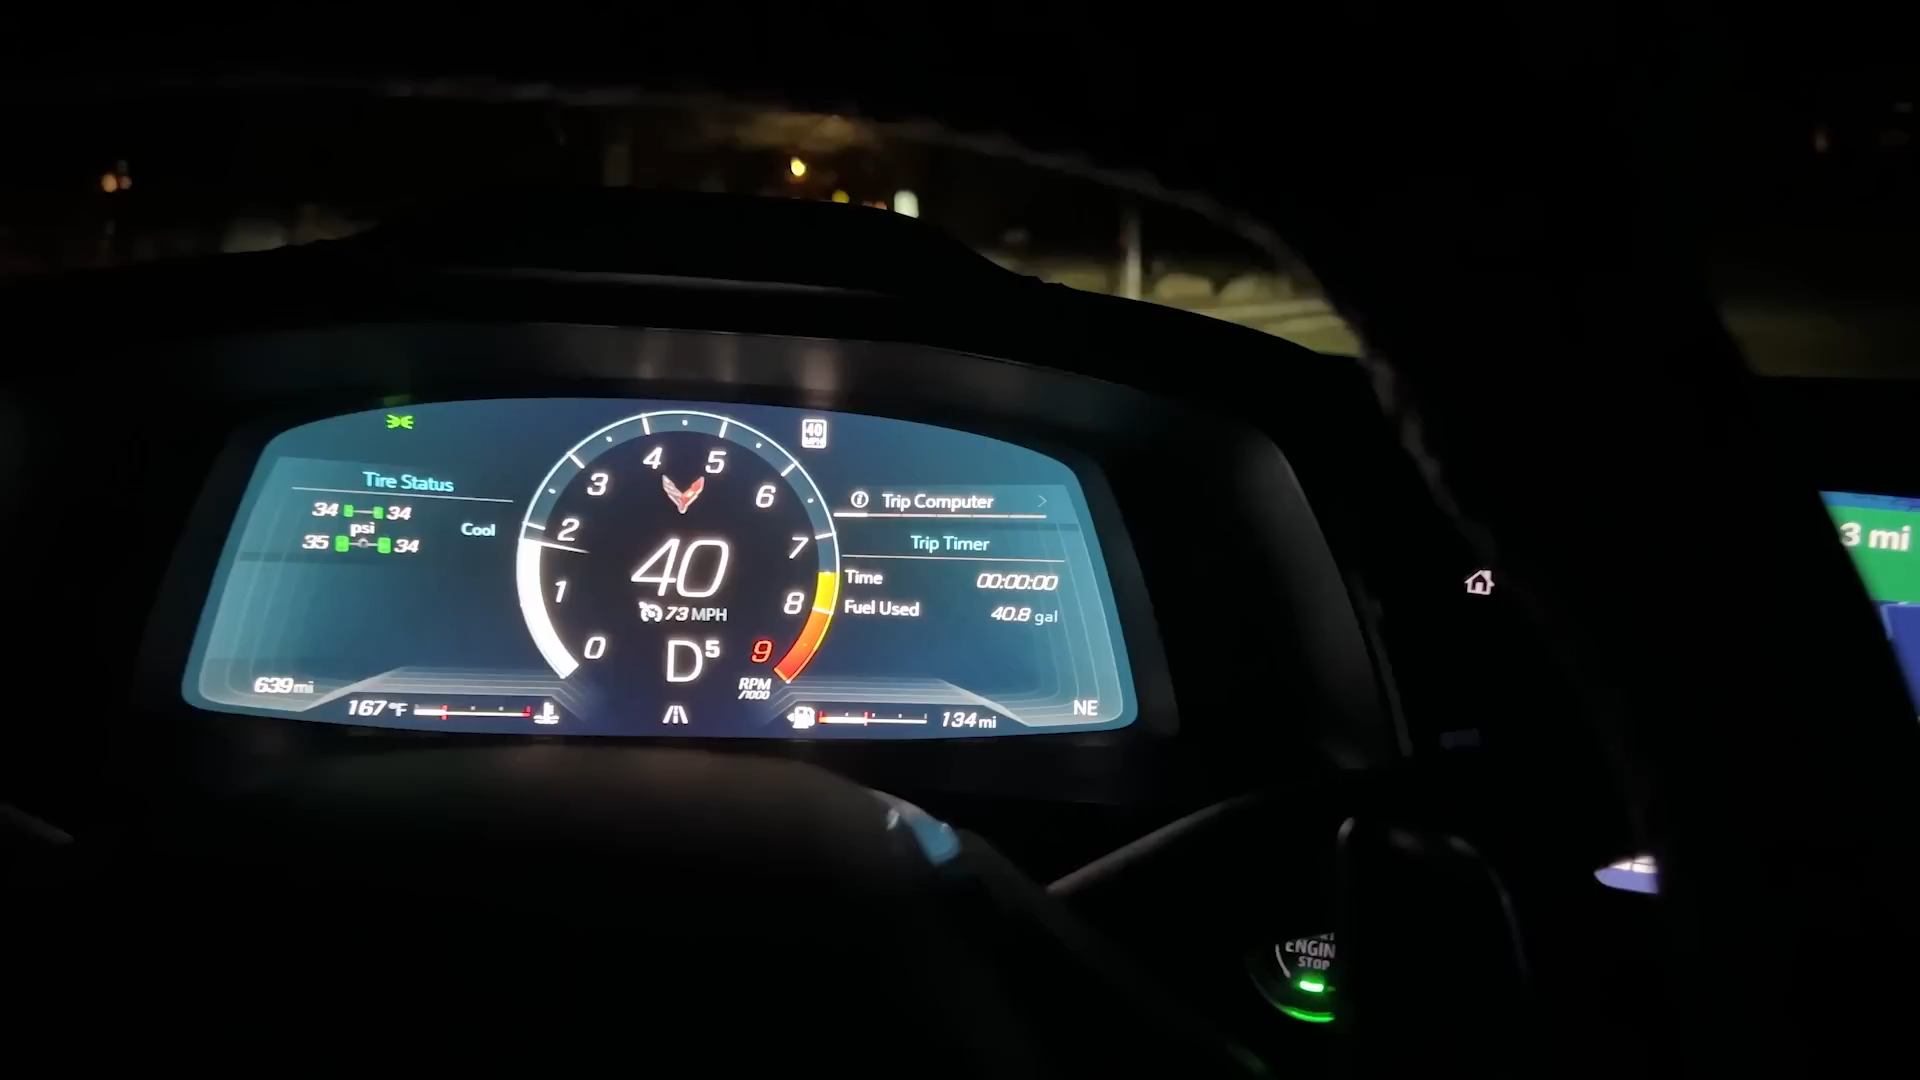 Tire Status
34 34
psi
Cool
35 34
639 mi
167 °F
0
1
2
3
4
5
6
7
8
9
RPM
/1000
40
73 MPH
D5
40
MPH
Trip Computer
Trip Timer
Time 00:00:00
Fuel Used 40.8 gal
134 mi
NE
3 mi
ENGIN
STOP